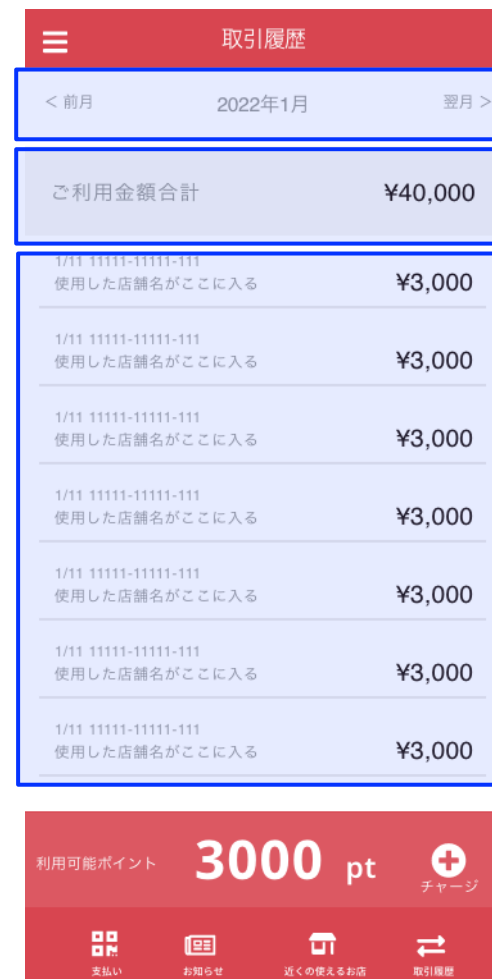 取引履歴
< 前月 2022年1月 翌月 >
ご利用金額合計 ¥40,000
1/11 11111-11111-111
使用した店舗名がここに入る ¥3,000
1/11 11111-11111-111
使用した店舗名がここに入る ¥3,000
1/11 11111-11111-111
使用した店舗名がここに入る ¥3,000
1/11 11111-11111-111
使用した店舗名がここに入る ¥3,000
1/11 11111-11111-111
使用した店舗名がここに入る ¥3,000
1/11 11111-11111-111
使用した店舗名がここに入る ¥3,000
1/11 11111-11111-111
使用した店舗名がここに入る ¥3,000
利用可能ポイント 3000 pt チャージ
支払い お知らせ 近くの使えるお店 取引履歴